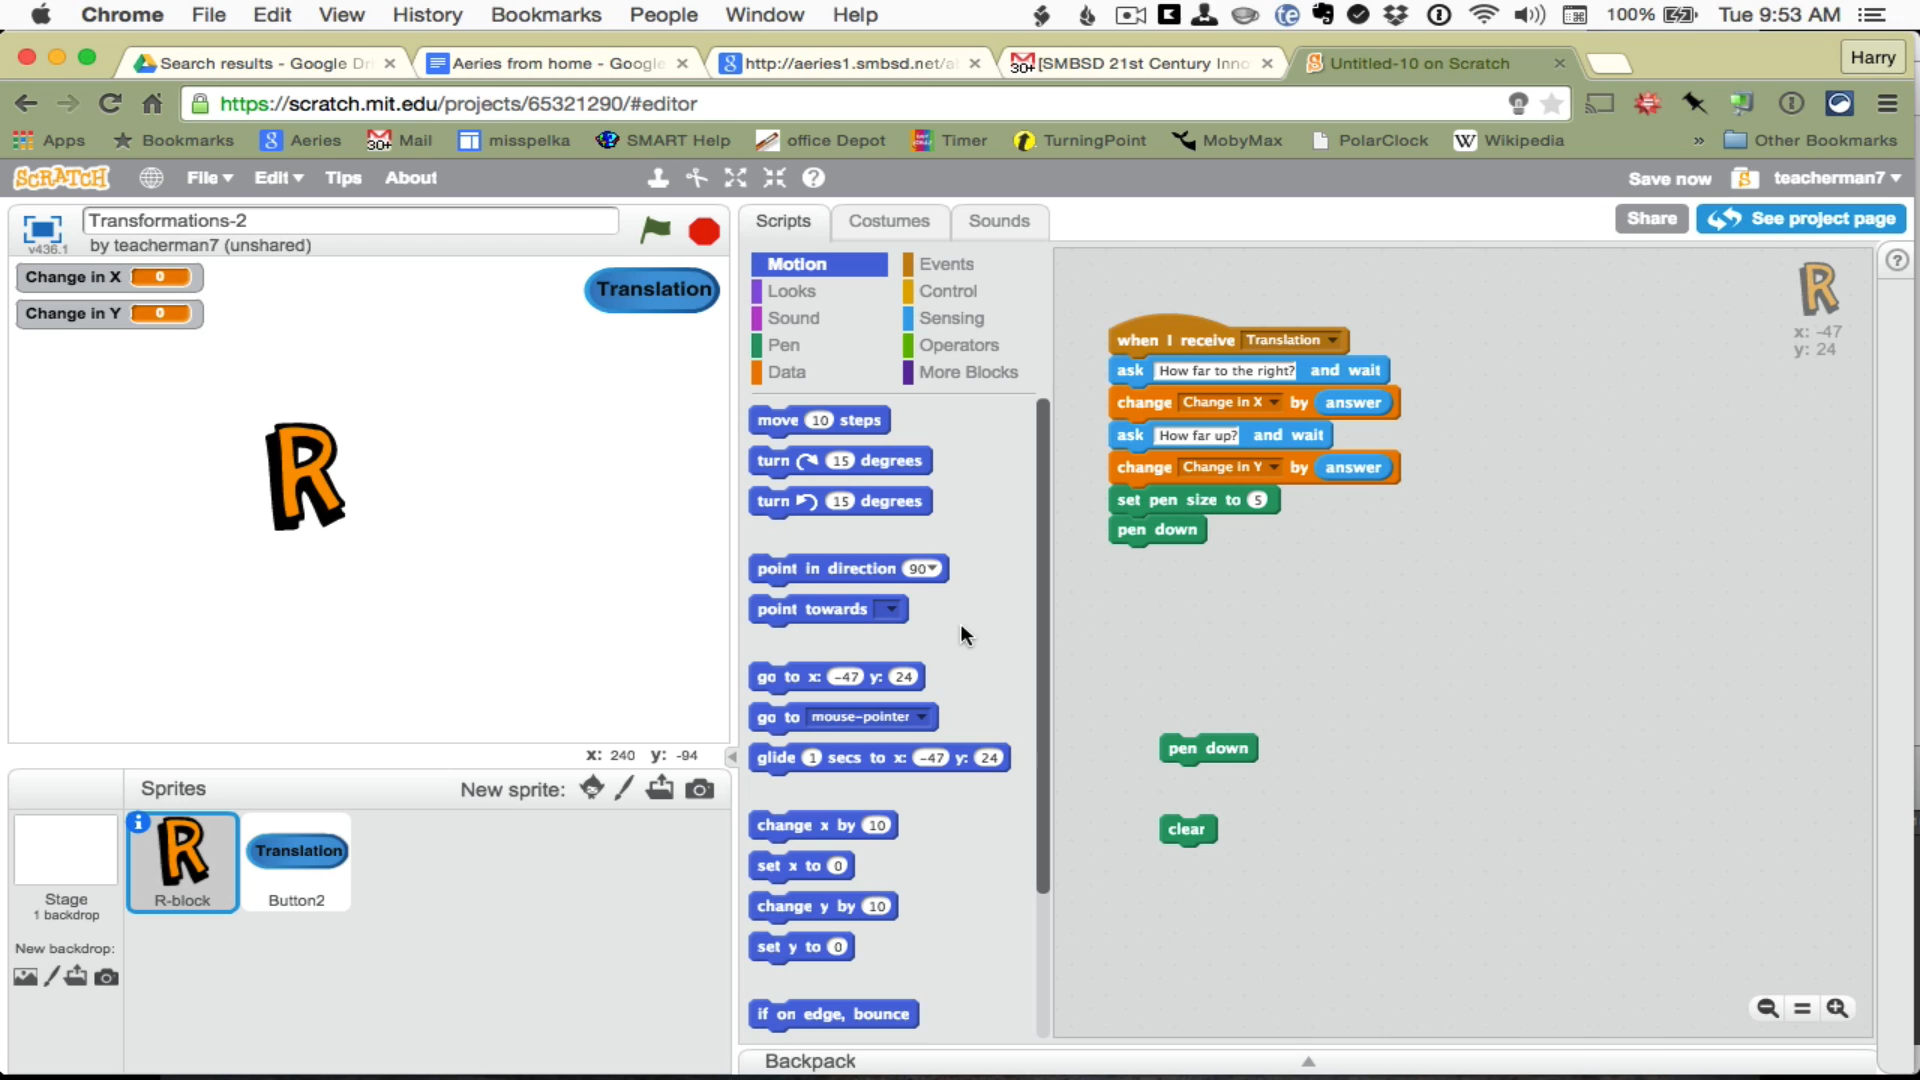 Chrome File Edit View History Bookmarks People Window Help 100% Tue 9:53 AM
Search results - Google Dri Aeries from home - Google http://aeries1.smbsd.net/a [SMBSD 21st Century Inno Untitled-10 on Scratch Harry
https://scratch.mit.edu/projects/65321290/#editor
Apps Bookmarks Aeries Mail misspelka SMART Help office Depot Timer TurningPoint MobyMax PolarClock Wikipedia » Other Bookmarks
SCRATCH File Edit Tips About Save now teacherman7
Transformations-2
by teacherman7 (unshared)
v436.1
Scripts Costumes Sounds Share See project page
Change in X 0
Change in Y 0
Translation
R
Motion Events
Looks Control
Sound Sensing
Pen Operators
Data More Blocks
move 10 steps
turn 15 degrees
turn 15 degrees
point in direction 90
point towards
go to x: -47 y: 24
go to mouse-pointer
glide 1 secs to x: -47 y: 24
change x by 10
set x to 0
change y by 10
set y to 0
if on edge, bounce
when I receive Translation
ask How far to the right? and wait
change Change in X by answer
ask How far up? and wait
change Change in Y by answer
set pen size to 5
pen down
pen down
clear
R
x: -47
y: 24
x: 240 y: -94
Sprites New sprite:
Stage
1 backdrop
New backdrop:
R
R-block
Translation
Button2
Backpack